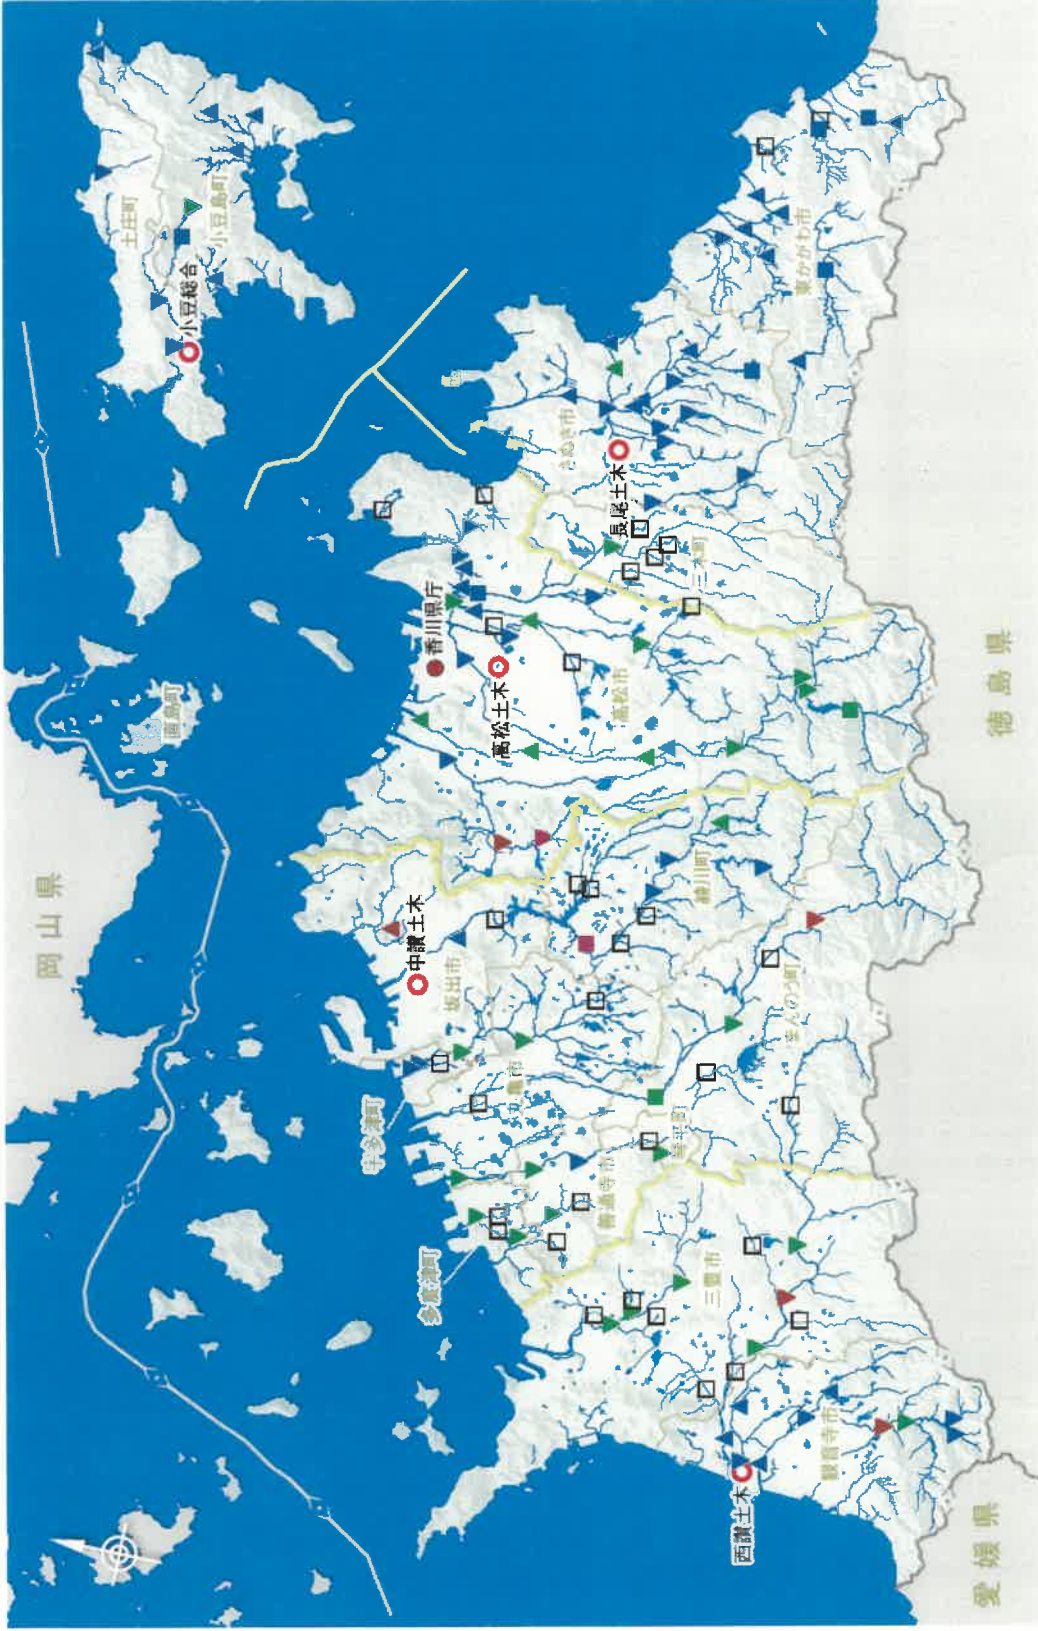 岡山県
土庄町
小豆島町
小豆総合
直島町
香川県庁
高松土木
高松市
さぬき市
長尾土木
三木町
東かがわ市
中讃土木
坂出市
宇多津町
丸亀市
綾川町
まんのう町
琴平町
善通寺市
多度津町
三豊市
観音寺市
西讃土木
徳島県
愛媛県